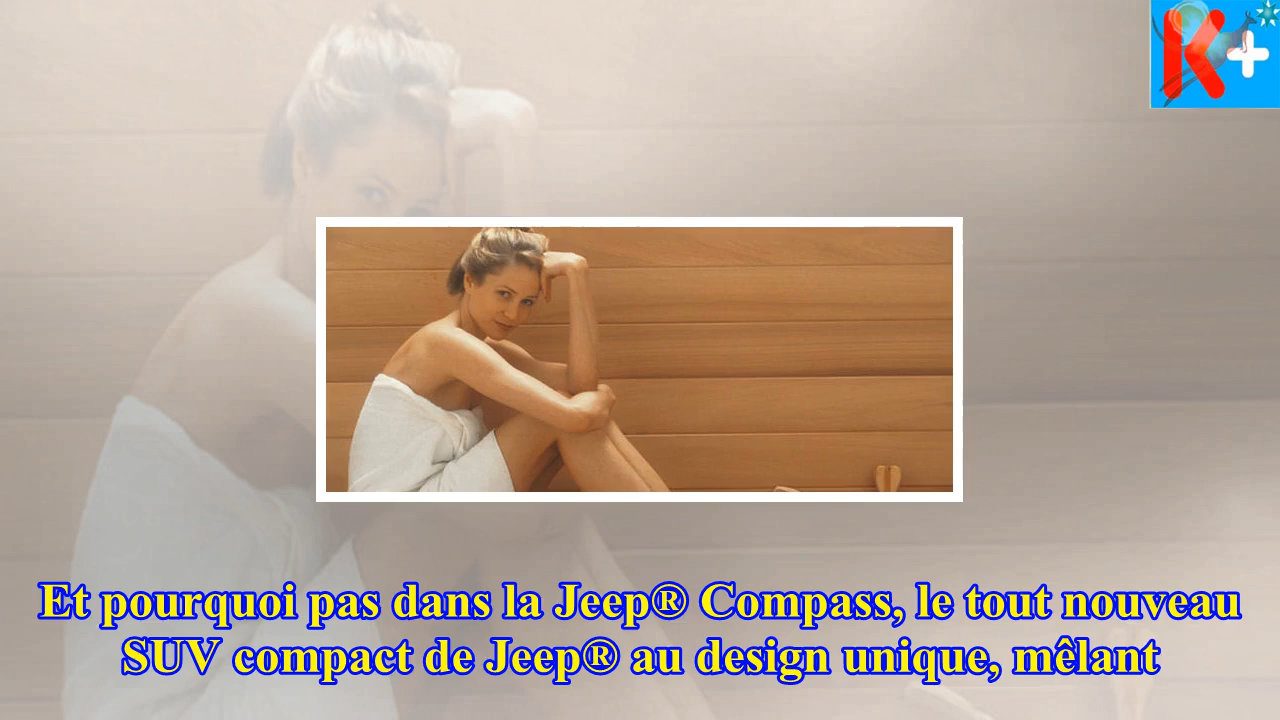 K+
Et pourquoi pas dans la Jeep® Compass, le tout nouveau
SUV compact de Jeep® au design unique, mêlant